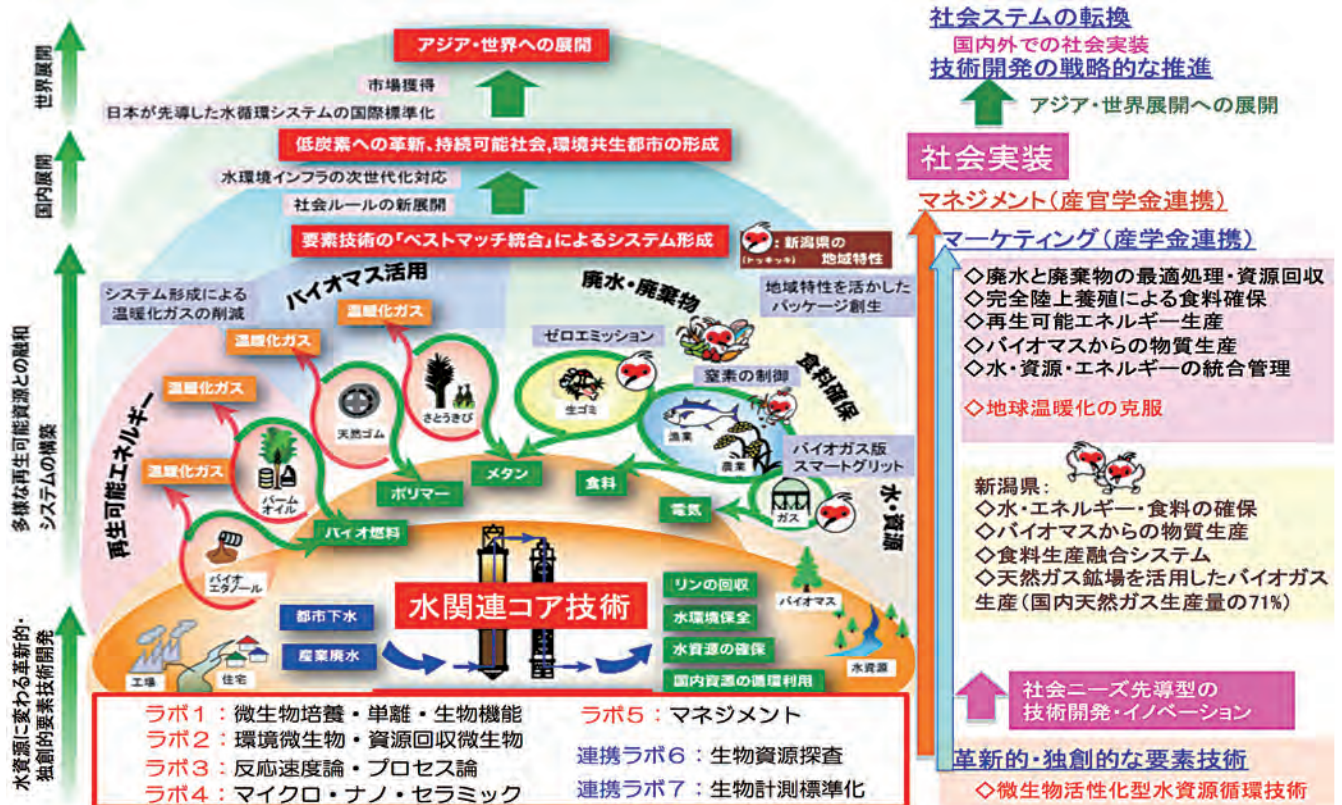 世界展開
国内展開
多様な再生可能資源との融和
システムの構築
水資源に変わる革新的・
独創的要素技術開発
アジア・世界への展開
市場獲得
日本が先導した水循環システムの国際標準化
低炭素への革新、持続可能社会,環境共生都市の形成
水環境インフラの次世代化対応
社会ルールの新展開
要素技術の「ベストマッチ統合」によるシステム形成
:新潟県の
(トッキッキ) 地域特性
システム形成による
温暖化ガスの削減
バイオマス活用
廃水・廃棄物
地域特性を活かした
パッケージ創生
温暖化ガス
温暖化ガス
温暖化ガス
温暖化ガス
ゼロエミッション
窒素の制御
食料確保
再生可能エネルギー
天然ゴム
さとうきび
生ゴミ
漁業
農業
バイオガス版
スマートグリット
パーム
オイル
ポリマー
メタン
食料
電気
ガス
水・資源
バイオ燃料
バイオ
エタノール
水関連コア技術
都市下水
産業廃水
リンの回収
水環境保全
水資源の確保
国内資源の循環利用
バイオマス
水資源
工場
住宅
ラボ1:微生物培養・単離・生物機能
ラボ2:環境微生物・資源回収微生物
ラボ3:反応速度論・プロセス論
ラボ4:マイクロ・ナノ・セラミック
ラボ5:マネジメント
連携ラボ6:生物資源探査
連携ラボ7:生物計測標準化
社会ステムの転換
国内外での社会実装
技術開発の戦略的な推進
アジア・世界展開への展開
社会実装
マネジメント(産官学金連携)
マーケティング(産学金連携)
◇廃水と廃棄物の最適処理・資源回収
◇完全陸上養殖による食料確保
◇再生可能エネルギー生産
◇バイオマスからの物質生産
◇水・資源・エネルギーの統合管理
◇地球温暖化の克服
新潟県:
◇水・エネルギー・食料の確保
◇バイオマスからの物質生産
◇食料生産融合システム
◇天然ガス鉱場を活用したバイオガス
生産(国内天然ガス生産量の71%)
社会ニーズ先導型の
技術開発・イノベーション
革新的・独創的な要素技術
◇微生物活性化型水資源循環技術